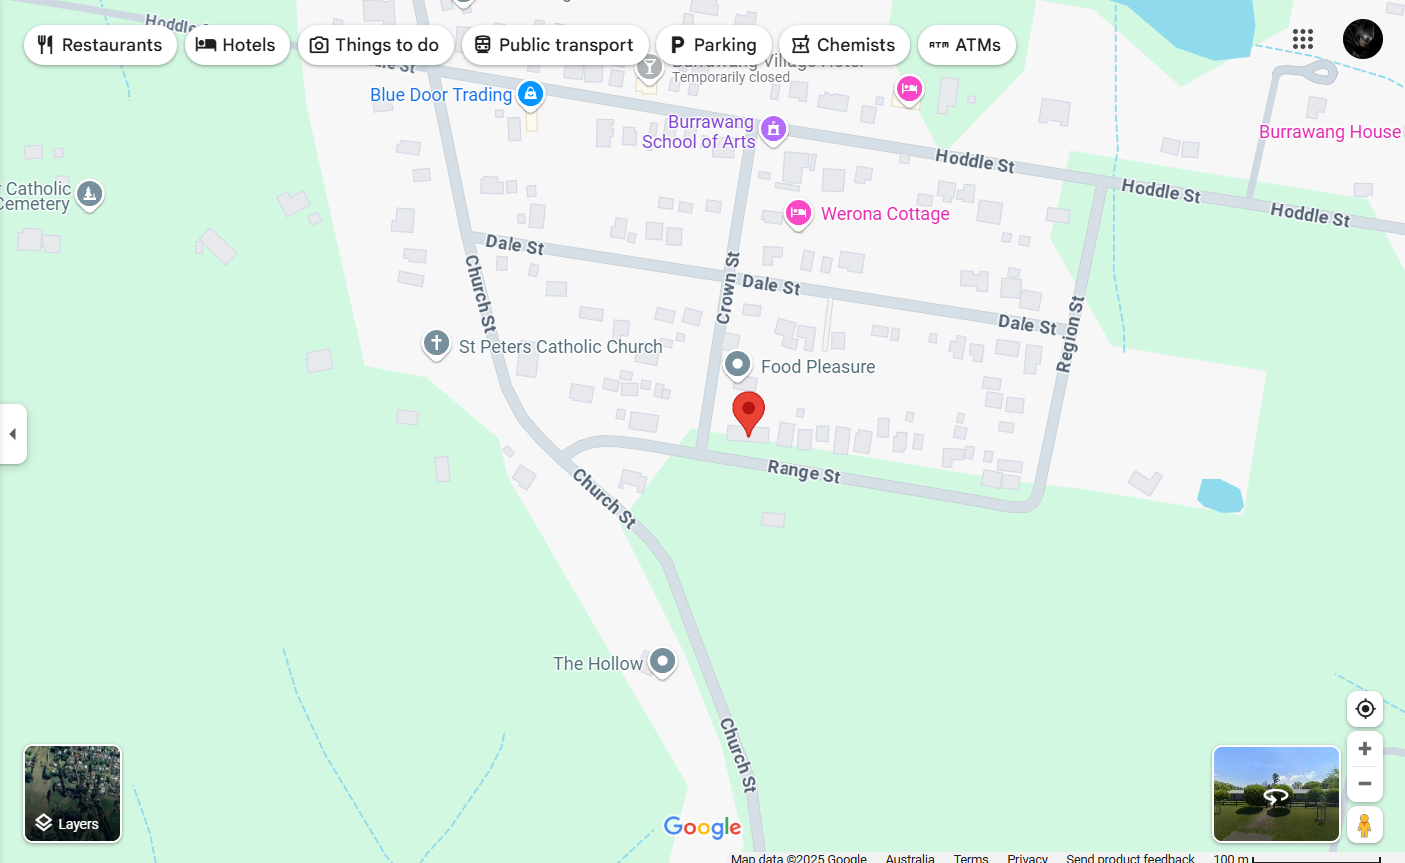 Hoddle St
Restaurants
Hotels
Things to do
Public transport
Parking
Chemists
ATM
ATMs
Burrawang Village Hotel
Temporarily closed
Blue Door Trading
Burrawang
School of Arts
Hoddle St
Burrawang House
Catholic
Cemetery
Hoddle St
Hoddle St
Werona Cottage
Dale St
Church St
Crown St
Dale St
Dale St
Region St
St Peters Catholic Church
Food Pleasure
Range St
Church St
The Hollow
Church St
Layers
Google
Map data ©2025 Google
Australia
Terms
Privacy
Send product feedback
100 m